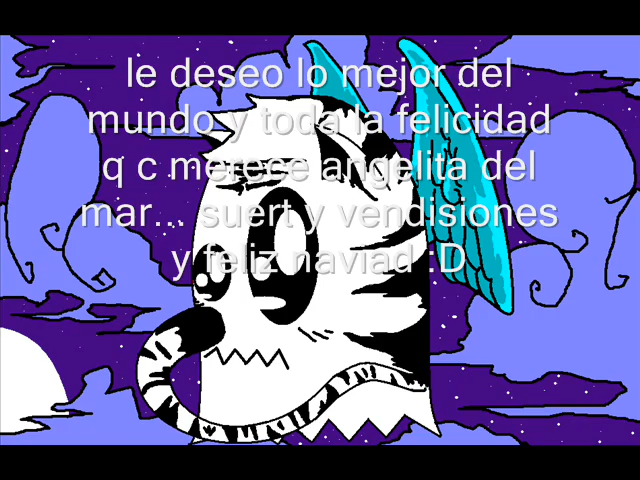 le deseo lo mejor del
mundo y toda la felicidad
q c merece angelita del
mar... suert y vendisiones
y feliz naviad :D